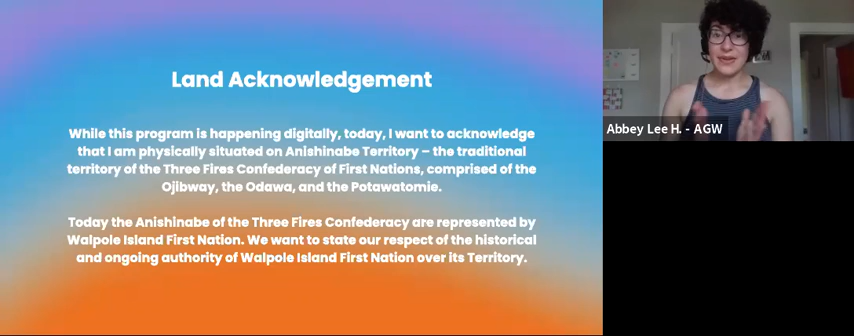 Land Acknowledgement
While this program is happening digitally, today, I want to acknowledge
that I am physically situated on Anishinabe Territory – the traditional
territory of the Three Fires Confederacy of First Nations, comprised of the
Ojibway, the Odawa, and the Potawatomie.
Today the Anishinabe of the Three Fires Confederacy are represented by
Walpole Island First Nation. We want to state our respect of the historical
and ongoing authority of Walpole Island First Nation over its Territory.
Abbey Lee H. - AGW